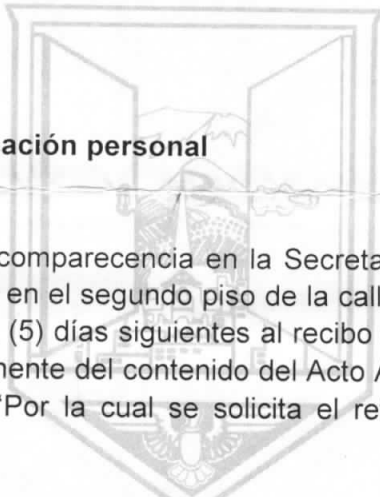 ación personal
comparecencia en la Secreta
en el segundo piso de la call
(5) días siguientes al recibo
nente del contenido del Acto A
"Por la cual se solicita el re